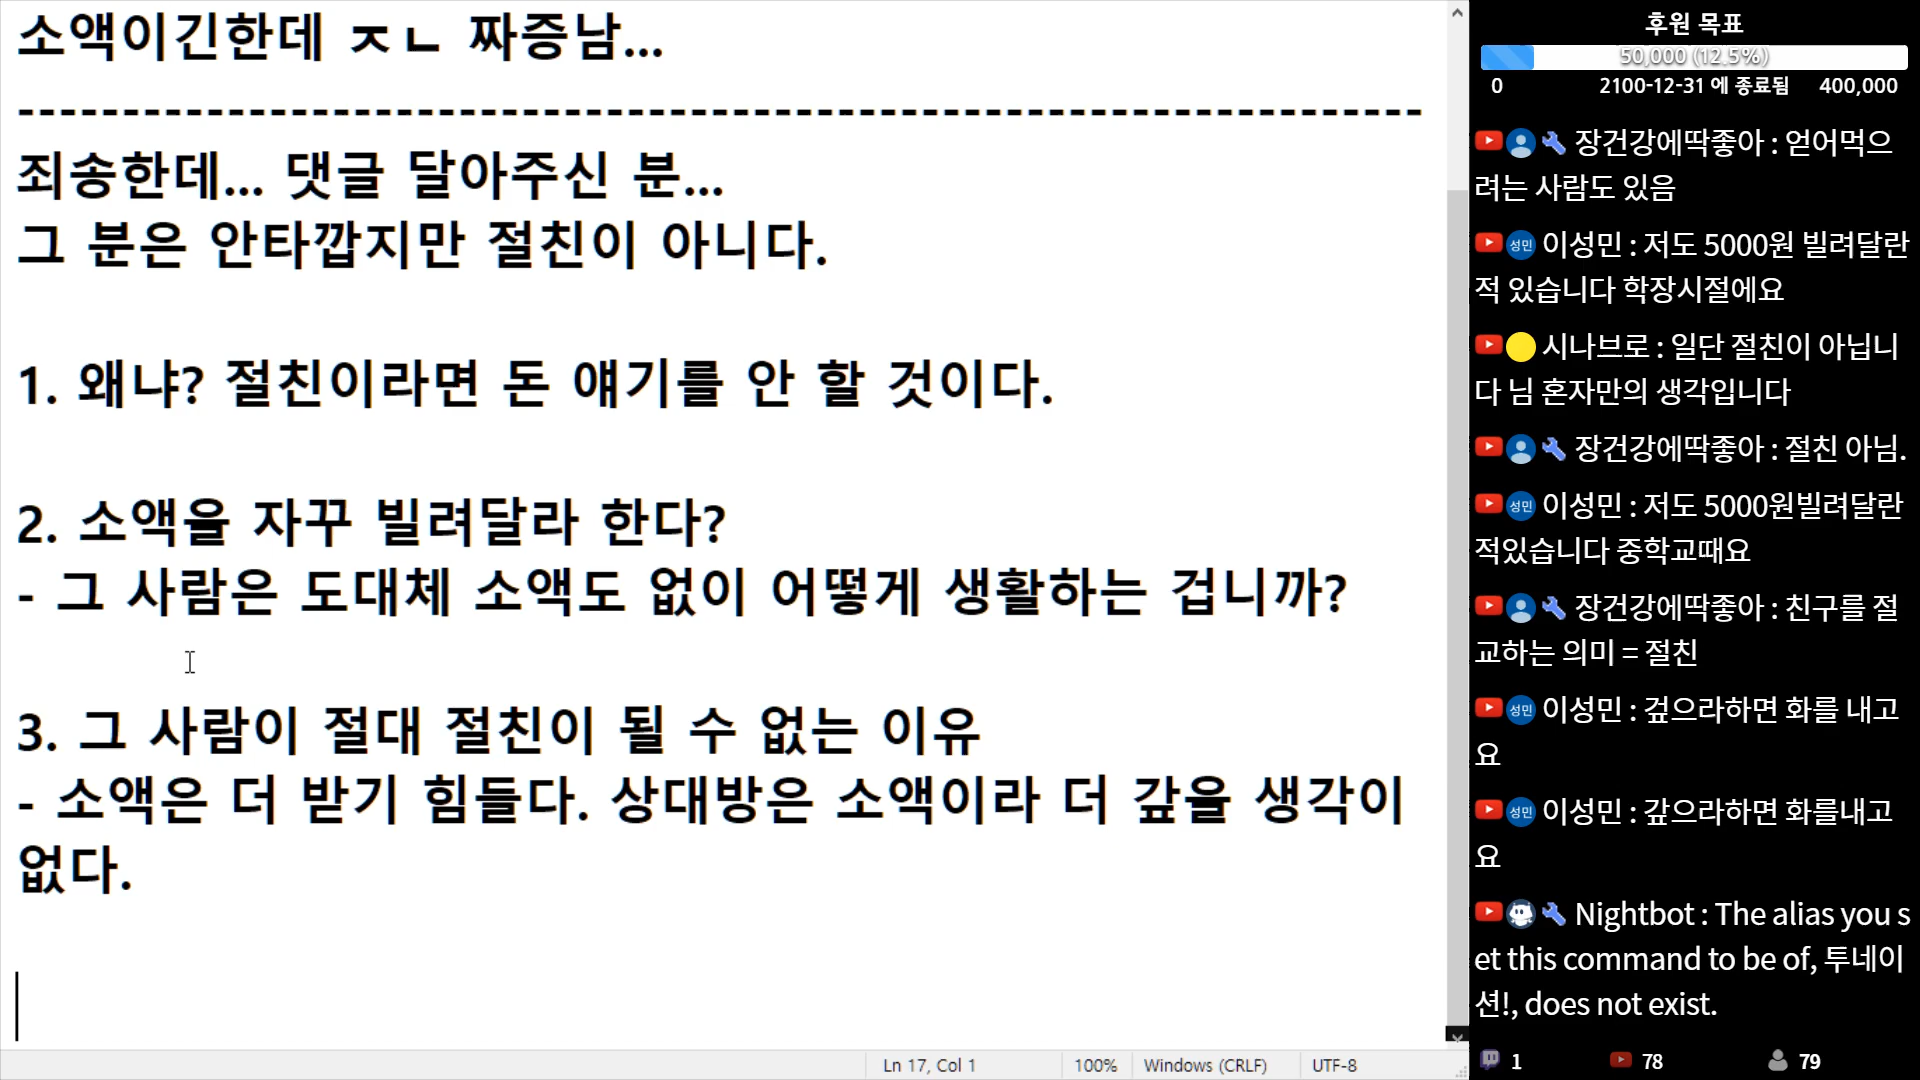 소액이긴한데 ㅈㄴ 짜증남...
--------------------------------------------------------------------
죄송한데... 댓글 달아주신 분...
그 분은 안타깝지만 절친이 아니다.
1. 왜냐? 절친이라면 돈 얘기를 안 할 것이다.
2. 소액을 자꾸 빌려달라 한다?
- 그 사람은 도대체 소액도 없이 어떻게 생활하는 겁니까?
3. 그 사람이 절대 절친이 될 수 없는 이유
- 소액은 더 받기 힘들다. 상대방은 소액이라 더 갚을 생각이
없다.
Ln 17, Col 1
100%
Windows (CRLF)
UTF-8
후원 목표
50,000 (12.5%)
0 2100-12-31 에 종료됨 400,000
장건강에딱좋아 : 얻어먹으
려는 사람도 있음
성민 이성민 : 저도 5000원 빌려달란
적 있습니다 학장시절에요
시나브로 : 일단 절친이 아닙니
다 님 혼자만의 생각입니다
장건강에딱좋아 : 절친 아님.
성민 이성민 : 저도 5000원빌려달란
적있습니다 중학교때요
장건강에딱좋아 : 친구를 절
교하는 의미 = 절친
성민 이성민 : 겊으라하면 화를 내고
요
성민 이성민 : 갚으라하면 화를내고
요
Nightbot : The alias you s
et this command to be of, 투네이
션!, does not exist.
1 78 79